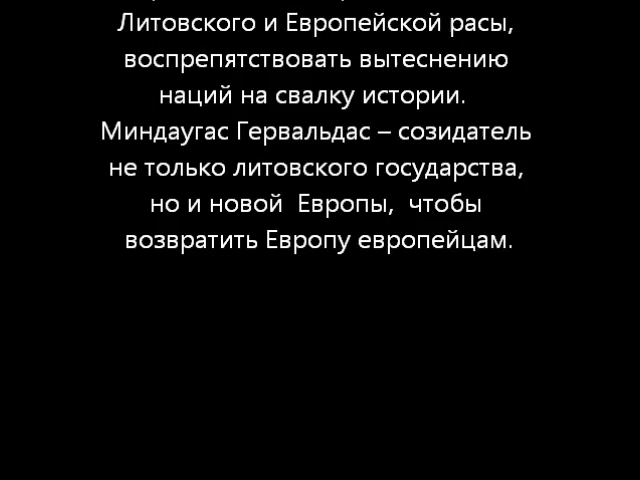 Литовского и Европейской расы,
воспрепятствовать вытеснению
наций на свалку истории.
Миндаугас Гервальдас – созидатель
не только литовского государства,
но и новой Европы, чтобы
возвратить Европу европейцам.